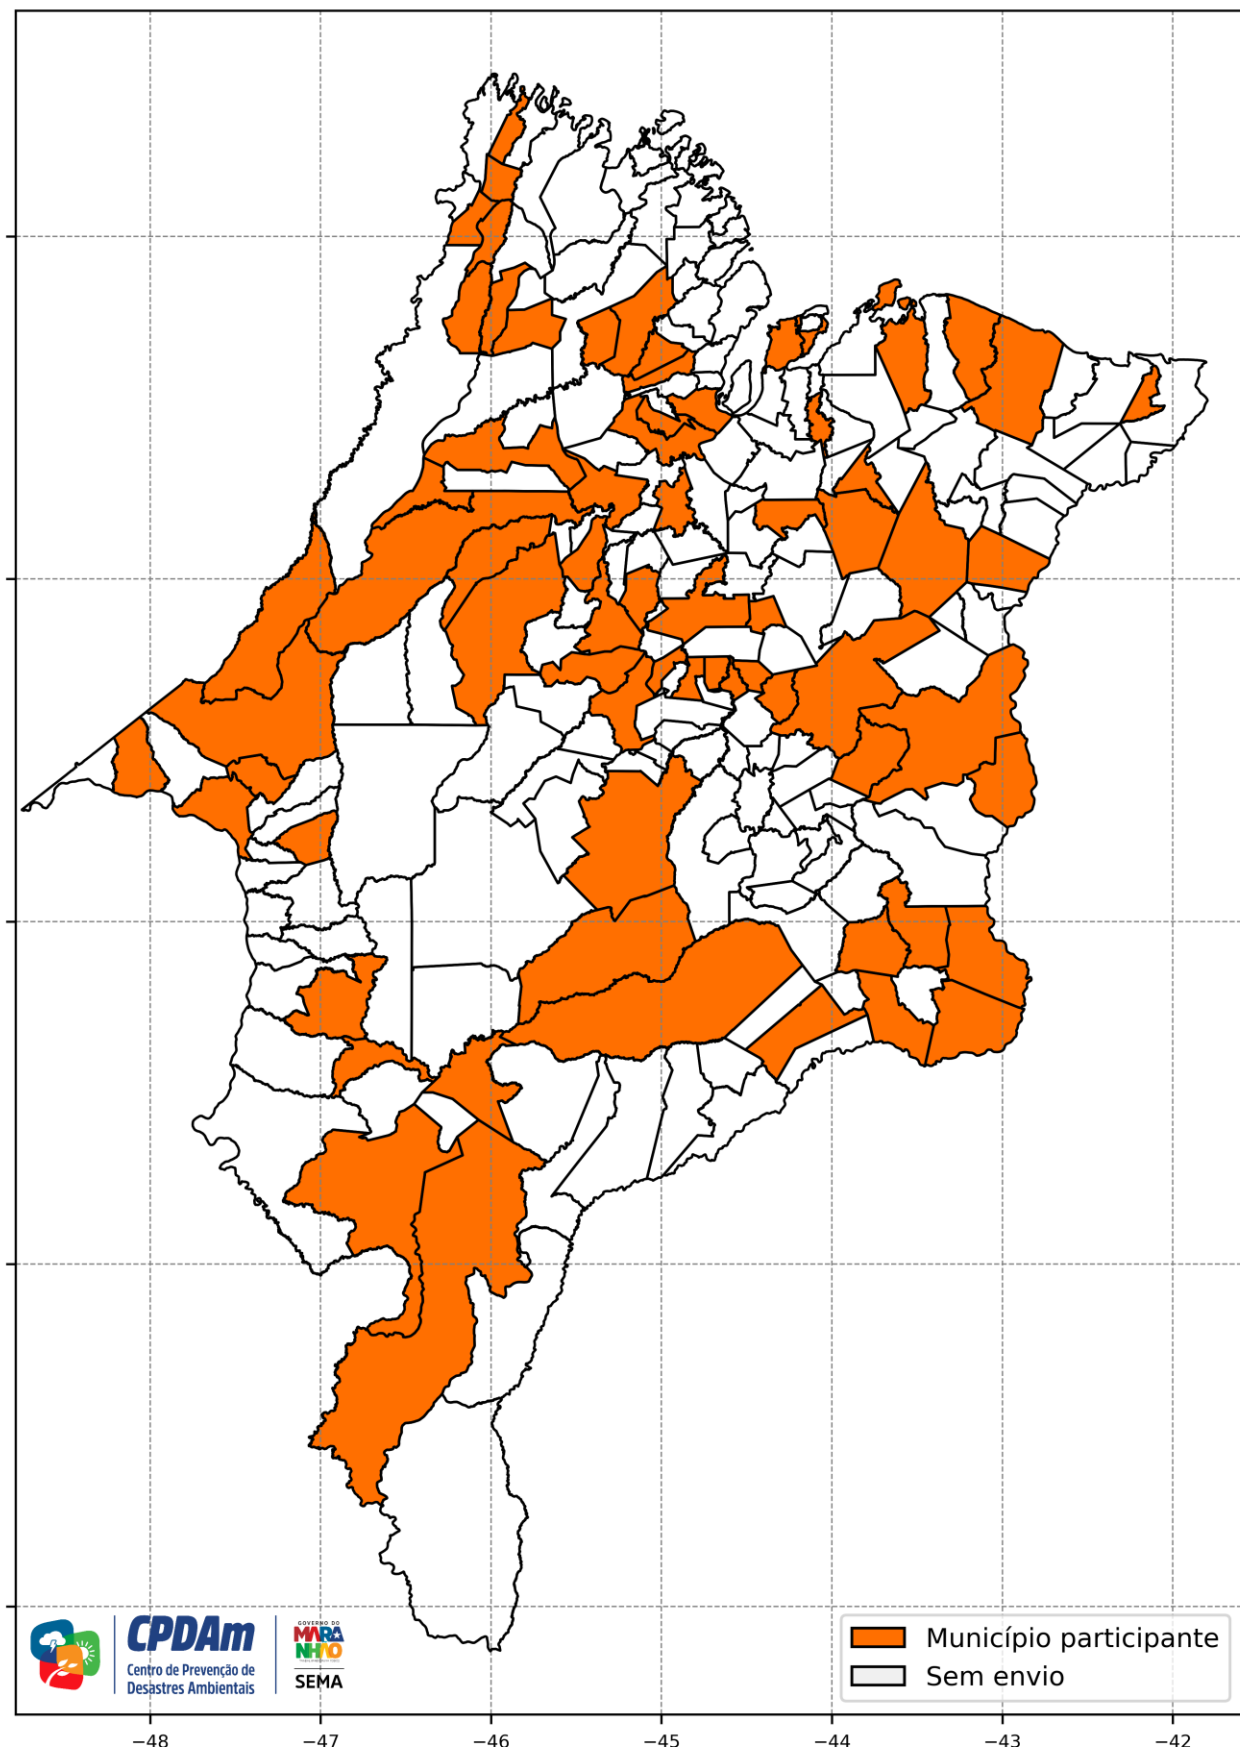 CPDAm
Centro de Prevenção de
Desastres Ambientais
GOVERNO DO
MARA
NHÃO
SEMA
Município participante
Sem envio
−48 −47 −46 −45 −44 −43 −42